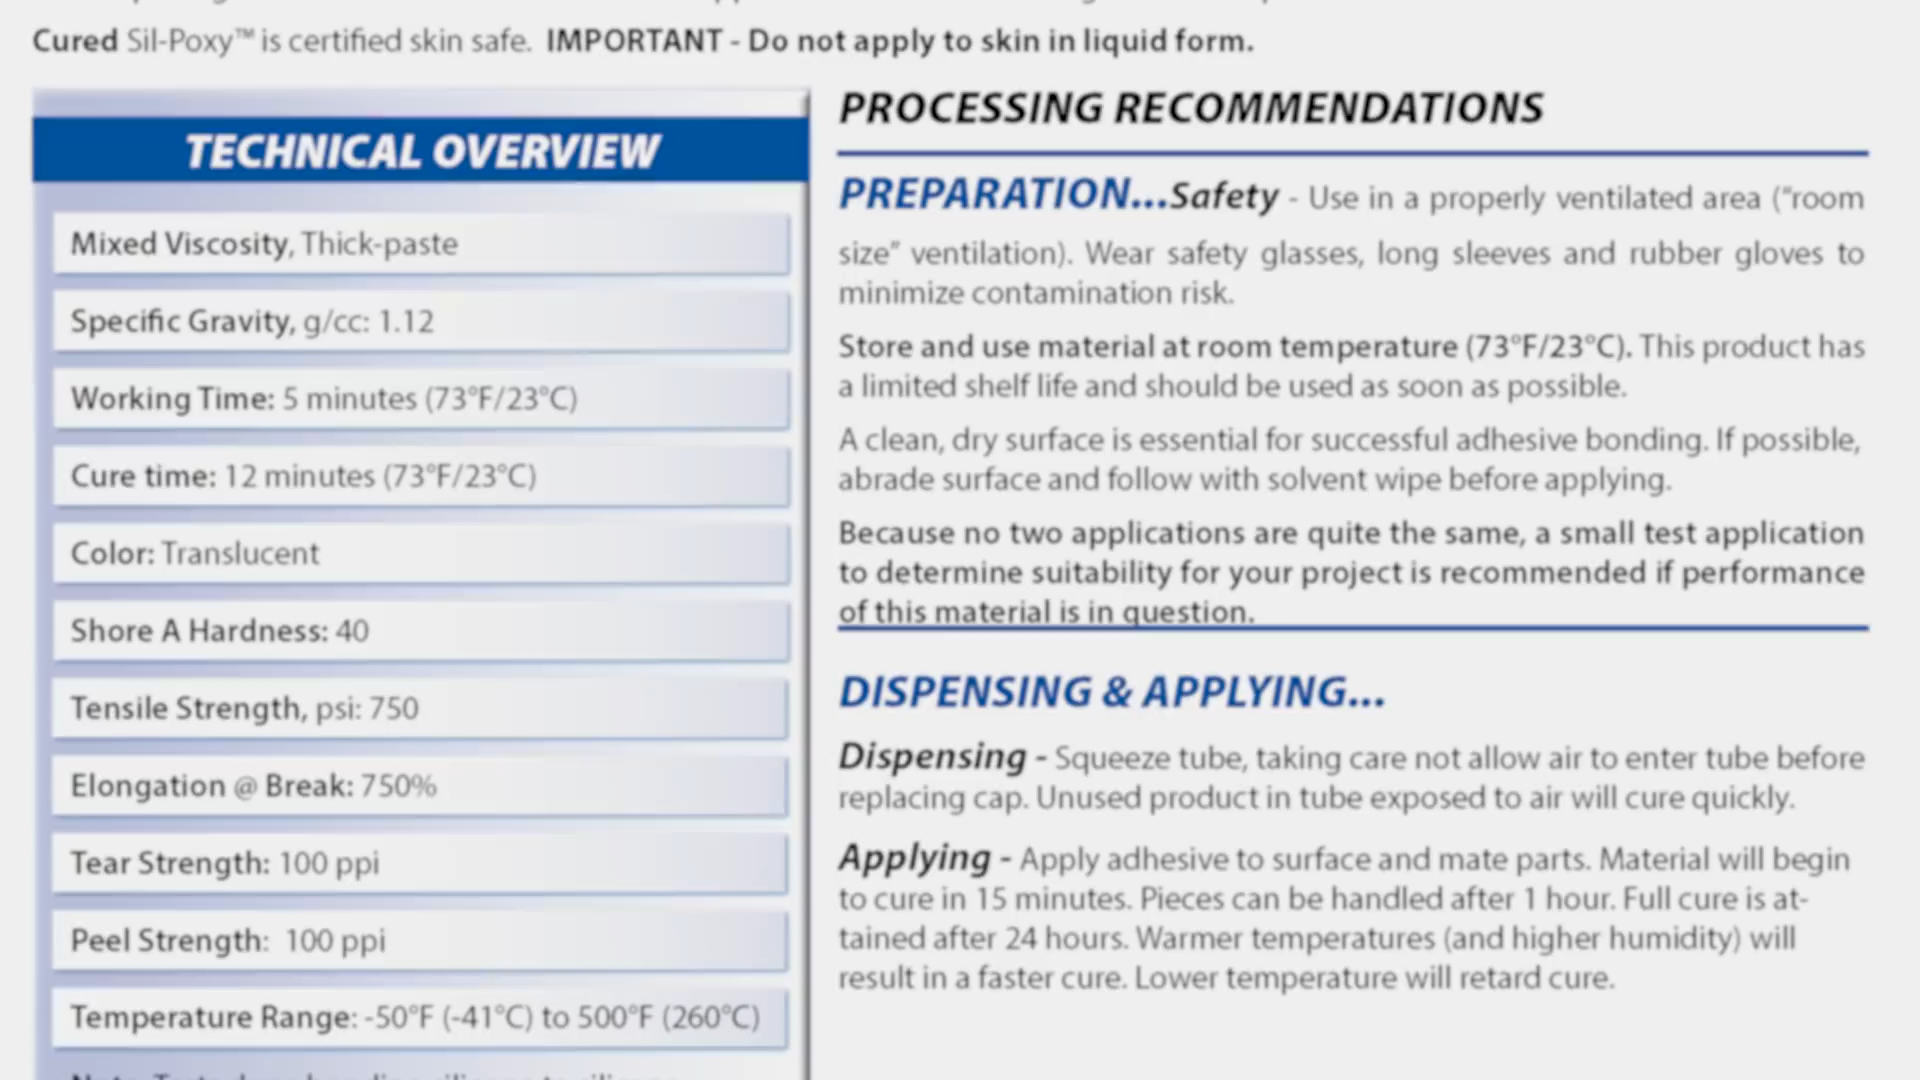 Cured Sil-Poxy™ is certified skin safe. IMPORTANT - Do not apply to skin in liquid form.
TECHNICAL OVERVIEW
Mixed Viscosity, Thick-paste
Specific Gravity, g/cc: 1.12
Working Time: 5 minutes (73°F/23°C)
Cure time: 12 minutes (73°F/23°C)
Color: Translucent
Shore A Hardness: 40
Tensile Strength, psi: 750
Elongation @ Break: 750%
Tear Strength: 100 ppi
Peel Strength: 100 ppi
Temperature Range: -50°F (-41°C) to 500°F (260°C)
PROCESSING RECOMMENDATIONS
PREPARATION...Safety - Use in a properly ventilated area (“room
size” ventilation). Wear safety glasses, long sleeves and rubber gloves to
minimize contamination risk.
Store and use material at room temperature (73°F/23°C). This product has
a limited shelf life and should be used as soon as possible.
A clean, dry surface is essential for successful adhesive bonding. If possible,
abrade surface and follow with solvent wipe before applying.
Because no two applications are quite the same, a small test application
to determine suitability for your project is recommended if performance
of this material is in question.
DISPENSING & APPLYING...
Dispensing - Squeeze tube, taking care not allow air to enter tube before
replacing cap. Unused product in tube exposed to air will cure quickly.
Applying - Apply adhesive to surface and mate parts. Material will begin
to cure in 15 minutes. Pieces can be handled after 1 hour. Full cure is at-
tained after 24 hours. Warmer temperatures (and higher humidity) will
result in a faster cure. Lower temperature will retard cure.